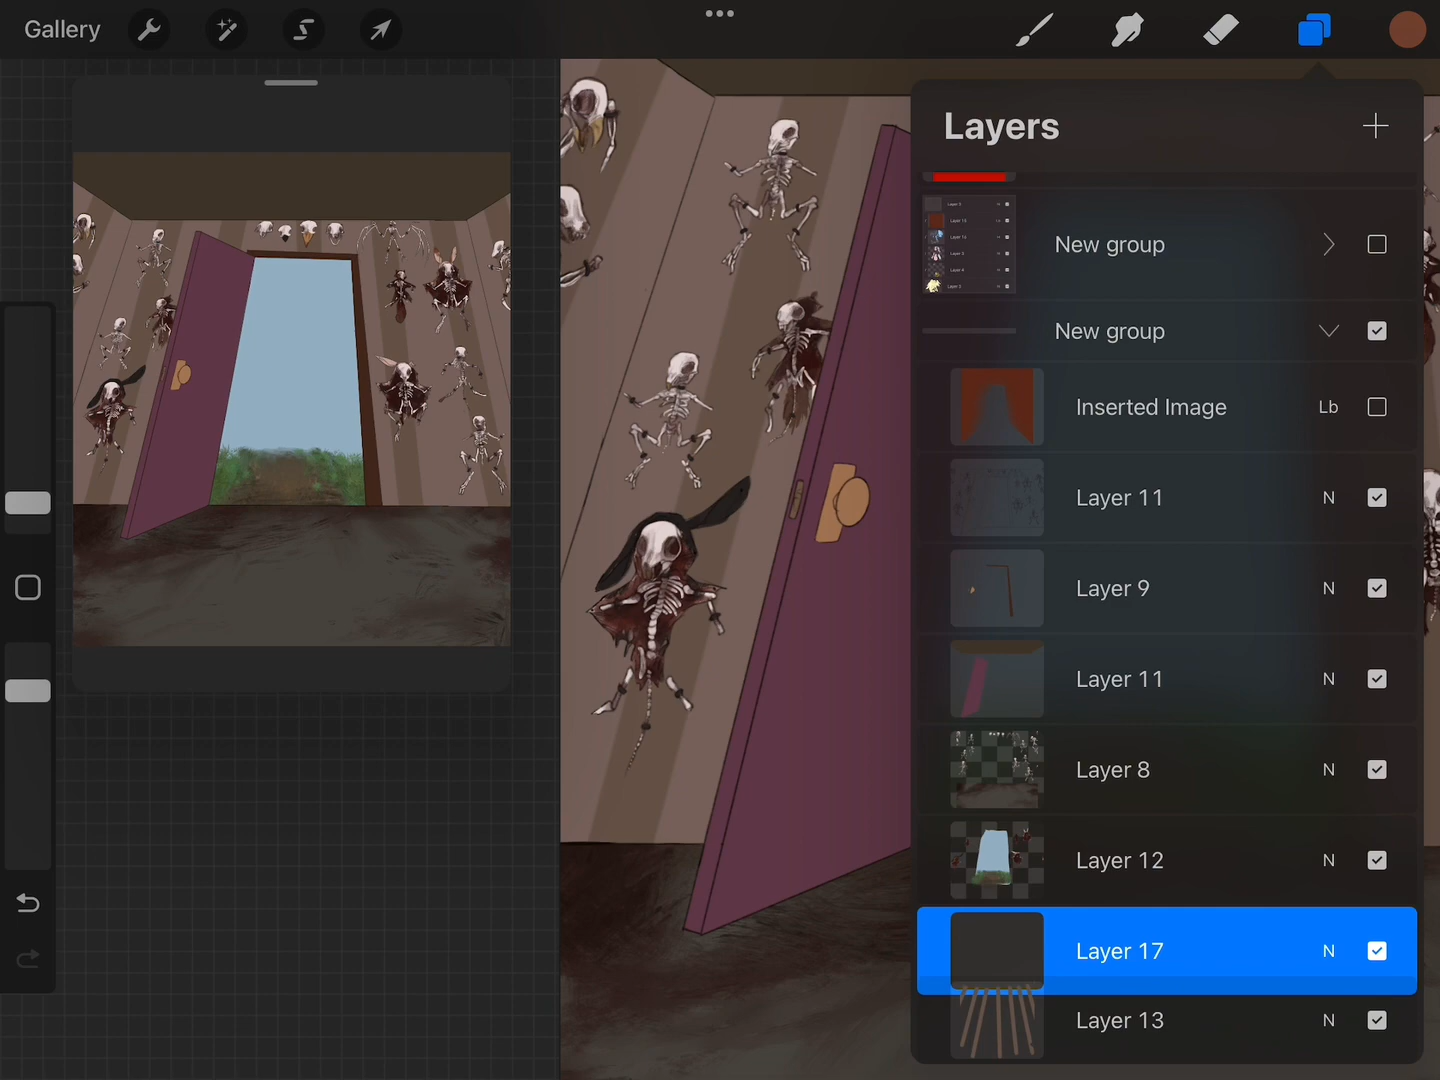 Gallery
Layers
New group
New group
Inserted Image Lb
Layer 11 N
Layer 9 N
Layer 11 N
Layer 8 N
Layer 12 N
Layer 17 N
Layer 13 N